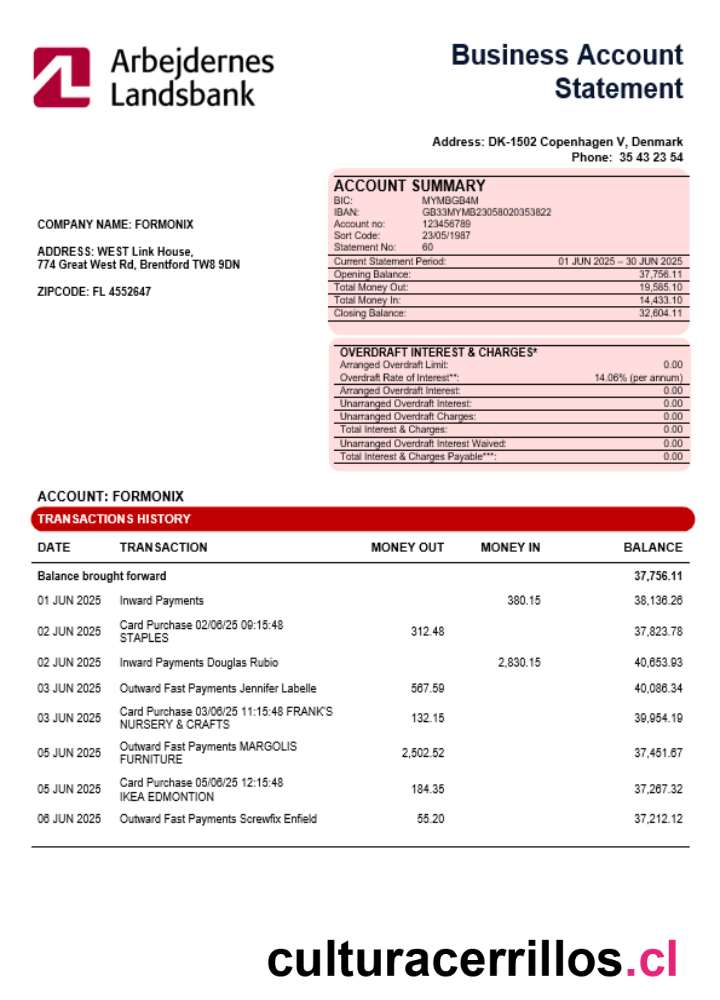 Arbejdernes
Landsbank
Business Account
Statement
Address: DK-1502 Copenhagen V, Denmark
Phone: 35 43 23 54
COMPANY NAME: FORMONIX
ADDRESS: WEST Link House,
774 Great West Rd, Brentford TW8 9DN
ZIPCODE: FL 4552647
ACCOUNT SUMMARY
BIC: MYMBGB4M
IBAN: GB33MYMB23058020353822
Account no: 123456789
Sort Code: 23/05/1987
Statement No: 60
Current Statement Period: 01 JUN 2025 – 30 JUN 2025
Opening Balance: 37,756.11
Total Money Out: 19,585.10
Total Money In: 14,433.10
Closing Balance: 32,604.11
OVERDRAFT INTEREST & CHARGES*
Arranged Overdraft Limit: 0.00
Overdraft Rate of Interest**: 14.06% (per annum)
Arranged Overdraft Interest: 0.00
Unarranged Overdraft Interest: 0.00
Unarranged Overdraft Charges: 0.00
Total Interest & Charges: 0.00
Unarranged Overdraft Interest Waived: 0.00
Total Interest & Charges Payable***: 0.00
ACCOUNT: FORMONIX
TRANSACTIONS HISTORY
DATE TRANSACTION MONEY OUT MONEY IN BALANCE
Balance brought forward 37,756.11
01 JUN 2025 Inward Payments 380.15 38,136.26
02 JUN 2025 Card Purchase 02/06/25 09:15:48 312.48 37,823.78
STAPLES
02 JUN 2025 Inward Payments Douglas Rubio 2,830.15 40,653.93
03 JUN 2025 Outward Fast Payments Jennifer Labelle 567.59 40,086.34
03 JUN 2025 Card Purchase 03/06/25 11:15:48 FRANK'S 132.15 39,954.19
NURSERY & CRAFTS
05 JUN 2025 Outward Fast Payments MARGOLIS 2,502.52 37,451.67
FURNITURE
05 JUN 2025 Card Purchase 05/06/25 12:15:48 184.35 37,267.32
IKEA EDMONTION
06 JUN 2025 Outward Fast Payments Screwfix Enfield 55.20 37,212.12
culturacerrillos.cl